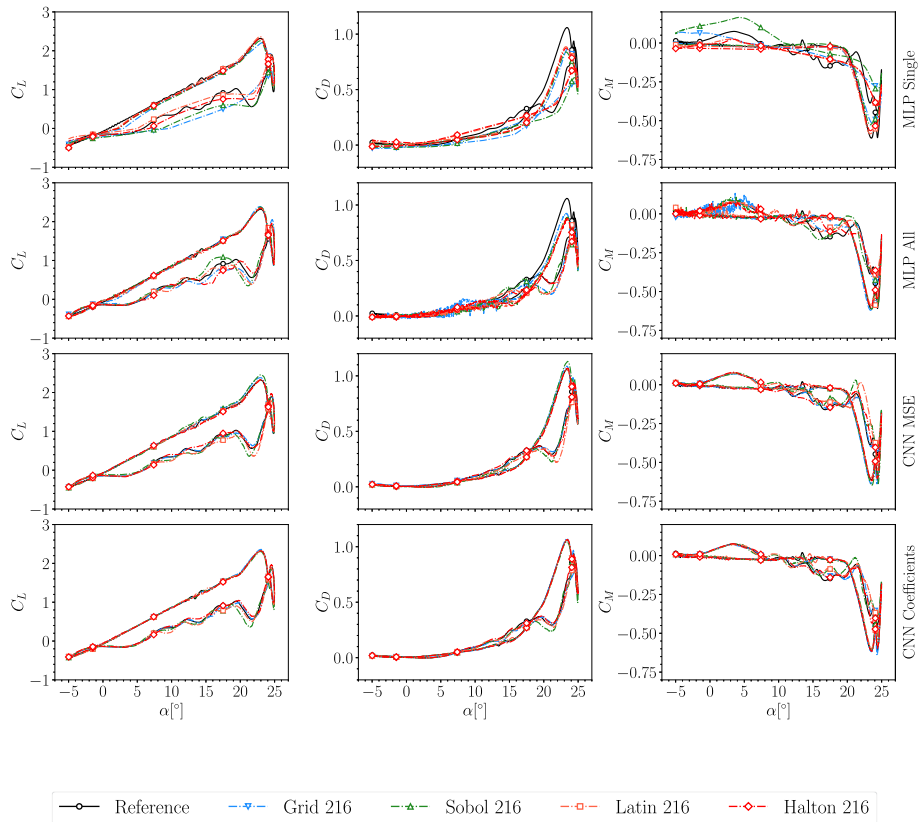 3
2
1
0
−1
C_L
1.0
0.5
0.0
C_D
0.00
−0.25
−0.50
−0.75
C_M
MLP Single
3
2
1
0
−1
C_L
1.0
0.5
0.0
C_D
0.00
−0.25
−0.50
−0.75
C_M
MLP All
3
2
1
0
−1
C_L
1.0
0.5
0.0
C_D
0.00
−0.25
−0.50
−0.75
C_M
CNN MSE
3
2
1
0
−1
C_L
1.0
0.5
0.0
C_D
0.00
−0.25
−0.50
−0.75
C_M
CNN Coefficients
−5 0 5 10 15 20 25
α[°]
−5 0 5 10 15 20 25
α[°]
−5 0 5 10 15 20 25
α[°]
Reference Grid 216 Sobol 216 Latin 216 Halton 216